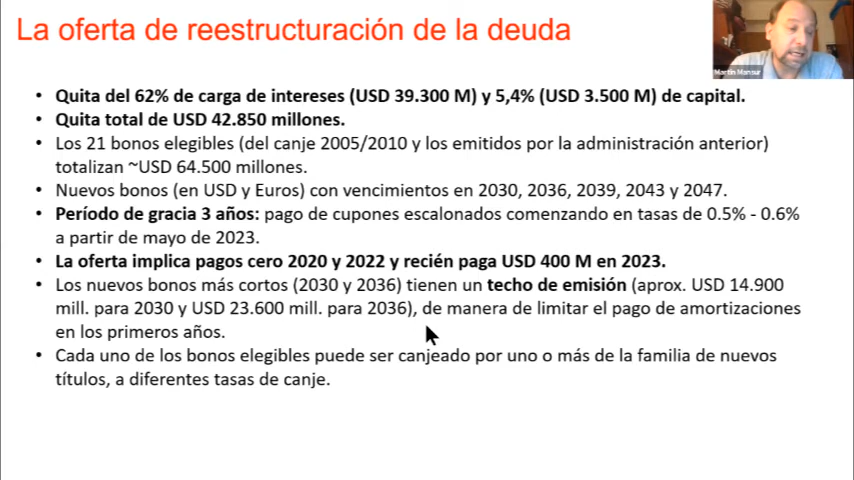 La oferta de reestructuración de la deuda
Martín Mansur
• Quita del 62% de carga de intereses (USD 39.300 M) y 5,4% (USD 3.500 M) de capital.
• Quita total de USD 42.850 millones.
• Los 21 bonos elegibles (del canje 2005/2010 y los emitidos por la administración anterior)
totalizan ~USD 64.500 millones.
• Nuevos bonos (en USD y Euros) con vencimientos en 2030, 2036, 2039, 2043 y 2047.
• Período de gracia 3 años: pago de cupones escalonados comenzando en tasas de 0.5% - 0.6%
a partir de mayo de 2023.
• La oferta implica pagos cero 2020 y 2022 y recién paga USD 400 M en 2023.
• Los nuevos bonos más cortos (2030 y 2036) tienen un techo de emisión (aprox. USD 14.900
mill. para 2030 y USD 23.600 mill. para 2036), de manera de limitar el pago de amortizaciones
en los primeros años.
• Cada uno de los bonos elegibles puede ser canjeado por uno o más de la familia de nuevos
títulos, a diferentes tasas de canje.